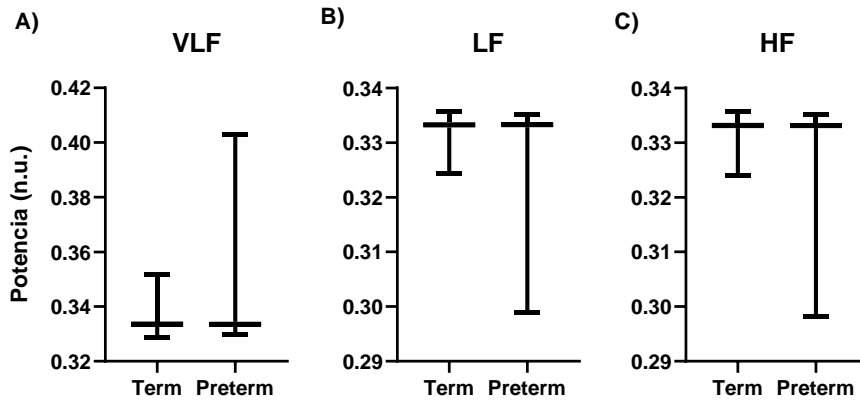 A)
VLF
Potencia (n.u.)
0.42
0.40
0.38
0.36
0.34
0.32
Term Preterm
B)
LF
0.34
0.33
0.32
0.31
0.30
0.29
Term Preterm
C)
HF
0.34
0.33
0.32
0.31
0.30
0.29
Term Preterm